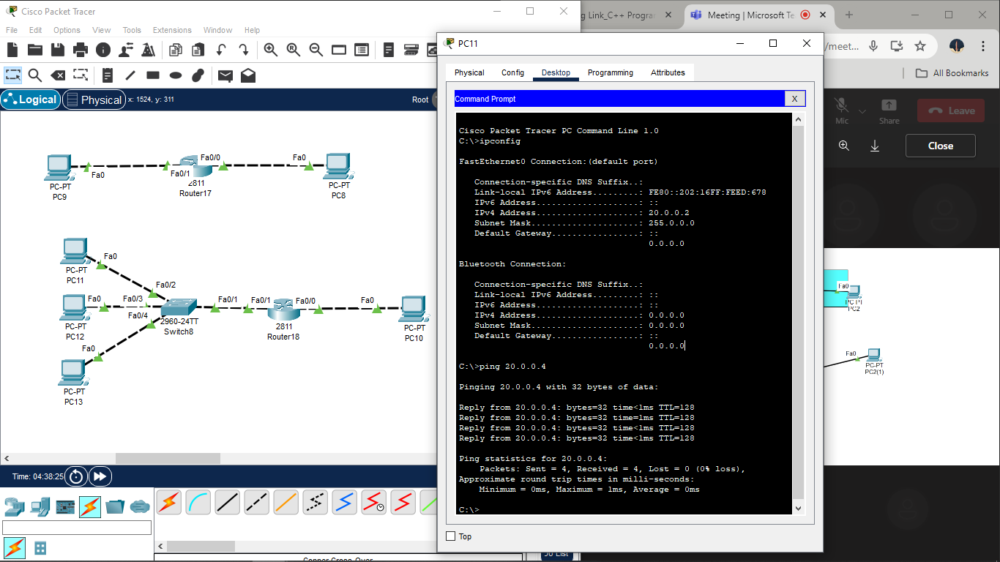 Cisco Packet Tracer
File Edit Options View Tools Extensions Window Help
Logical
Physical
x: 1524, y: 311
Root
Fa0/0
Fa0
Fa0
Fa0/1
PC-PT
PC9
2811
Router17
PC-PT
PC8
Fa0
PC-PT
PC11
Fa0/2
Fa0
Fa0/3
Fa0/1
Fa0/1
Fa0/0
Fa0
Fa0/4
PC-PT
PC12
2960-24TT
Switch8
2811
Router18
PC-PT
PC10
Fa0
PC-PT
PC13
Time: 04:38:25
Copper Cross-Over
PC11
Physical Config Desktop Programming Attributes
Command Prompt
X
Cisco Packet Tracer PC Command Line 1.0
C:\>ipconfig
FastEthernet0 Connection:(default port)
Connection-specific DNS Suffix..:
Link-local IPv6 Address.........: FE80::202:16FF:FEED:678
IPv6 Address....................: ::
IPv4 Address....................: 20.0.0.2
Subnet Mask.....................: 255.0.0.0
Default Gateway.................: ::
0.0.0.0
Bluetooth Connection:
Connection-specific DNS Suffix..:
Link-local IPv6 Address.........: ::
IPv6 Address....................: ::
IPv4 Address....................: 0.0.0.0
Subnet Mask.....................: 0.0.0.0
Default Gateway.................: ::
0.0.0.0
C:\>ping 20.0.0.4
Pinging 20.0.0.4 with 32 bytes of data:
Reply from 20.0.0.4: bytes=32 time<1ms TTL=128
Reply from 20.0.0.4: bytes=32 time=1ms TTL=128
Reply from 20.0.0.4: bytes=32 time<1ms TTL=128
Reply from 20.0.0.4: bytes=32 time<1ms TTL=128
Ping statistics for 20.0.0.4:
Packets: Sent = 4, Received = 4, Lost = 0 (0% loss),
Approximate round trip times in milli-seconds:
Minimum = 0ms, Maximum = 1ms, Average = 0ms
C:\>
Top
g Link_C++ Progra
Meeting | Microsoft Te
/meet...
All Bookmarks
Mic
Share
Leave
Close
Fa0
PC-PT
PC2
Fa0
PC-PT
PC2(1)